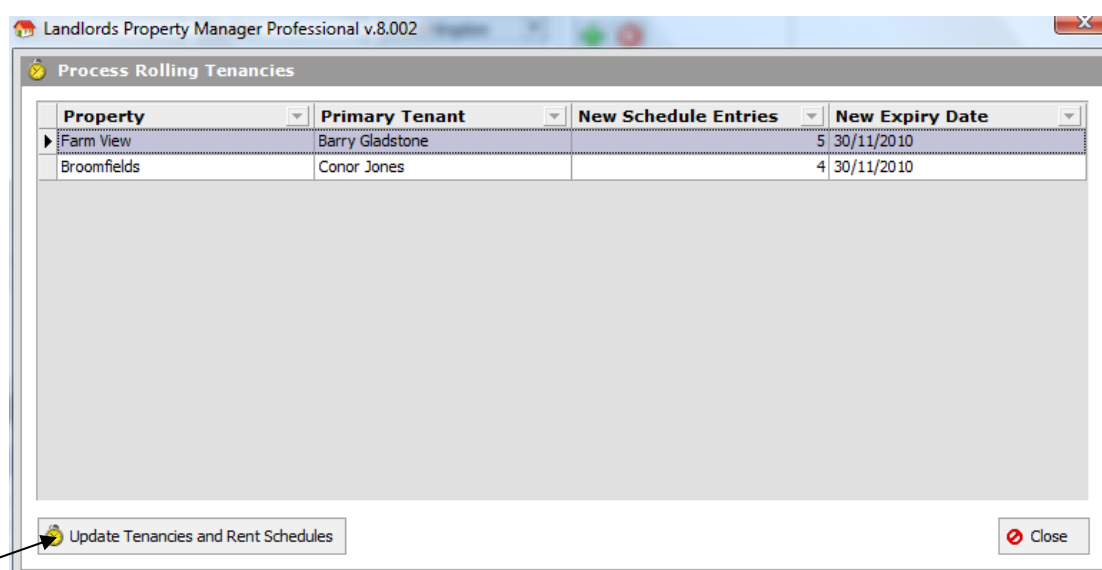 Landlords Property Manager Professional v.8.002
Process Rolling Tenancies
Property Primary Tenant New Schedule Entries New Expiry Date
Farm View Barry Gladstone 5 30/11/2010
Broomfields Conor Jones 4 30/11/2010
Update Tenancies and Rent Schedules Close